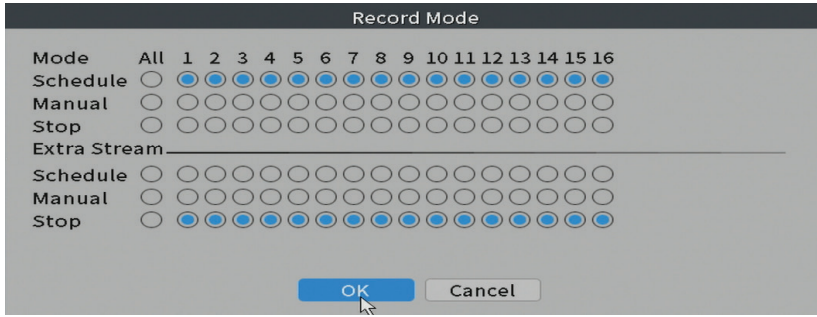 Record Mode
Mode All 1 2 3 4 5 6 7 8 9 10 11 12 13 14 15 16
Schedule
Manual
Stop
Extra Stream
Schedule
Manual
Stop
OK Cancel